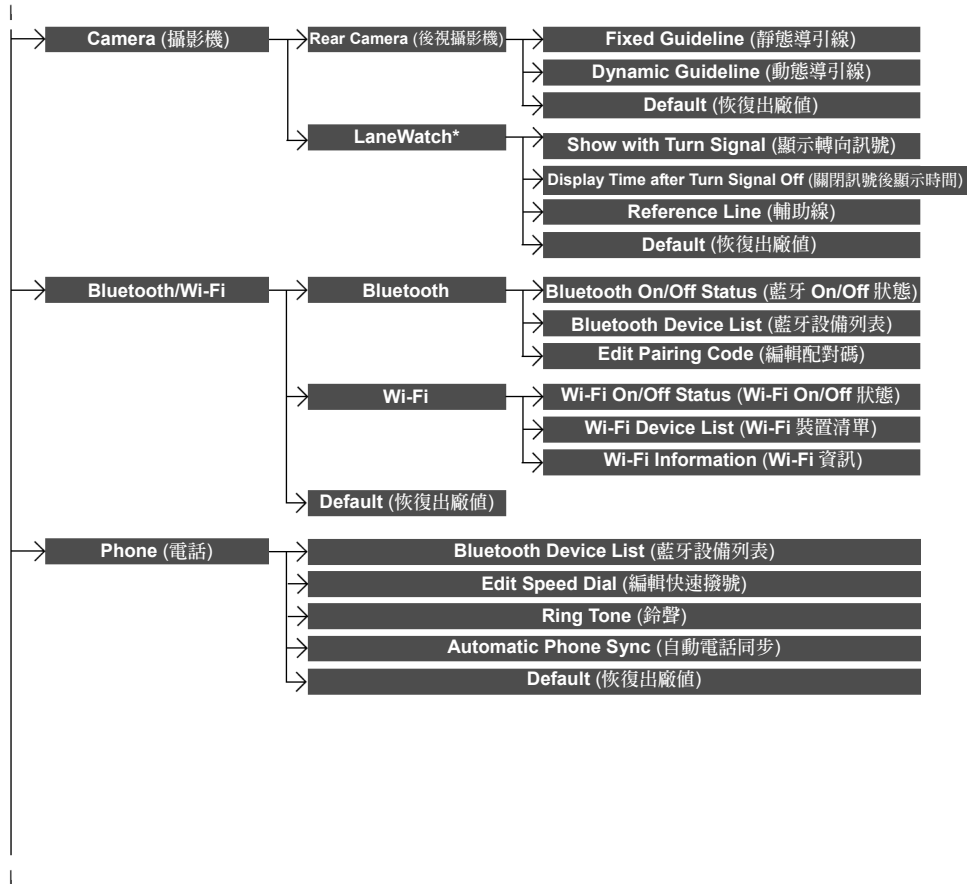 Camera (攝影機)
Rear Camera (後視攝影機)
Fixed Guideline (靜態導引線)
Dynamic Guideline (動態導引線)
Default (恢復出廠值)
LaneWatch*
Show with Turn Signal (顯示轉向訊號)
Display Time after Turn Signal Off (關閉訊號後顯示時間)
Reference Line (輔助線)
Default (恢復出廠值)
Bluetooth/Wi-Fi
Bluetooth
Bluetooth On/Off Status (藍牙 On/Off 狀態)
Bluetooth Device List (藍牙設備列表)
Edit Pairing Code (編輯配對碼)
Wi-Fi
Wi-Fi On/Off Status (Wi-Fi On/Off 狀態)
Wi-Fi Device List (Wi-Fi 裝置清單)
Wi-Fi Information (Wi-Fi 資訊)
Default (恢復出廠值)
Phone (電話)
Bluetooth Device List (藍牙設備列表)
Edit Speed Dial (編輯快速撥號)
Ring Tone (鈴聲)
Automatic Phone Sync (自動電話同步)
Default (恢復出廠值)